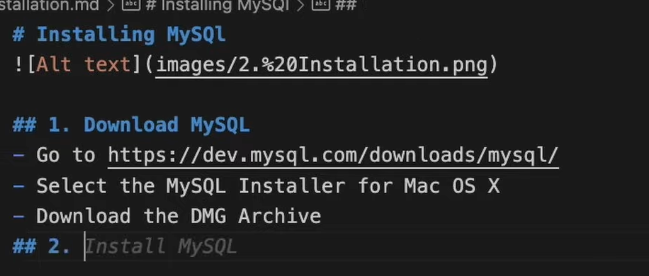 stallation.md > # Installing MySQl > ##
# Installing MySQl
![Alt text](images/2.%20Installation.png)
## 1. Download MySQL
- Go to https://dev.mysql.com/downloads/mysql/
- Select the MySQL Installer for Mac OS X
- Download the DMG Archive
## 2. Install MySQL